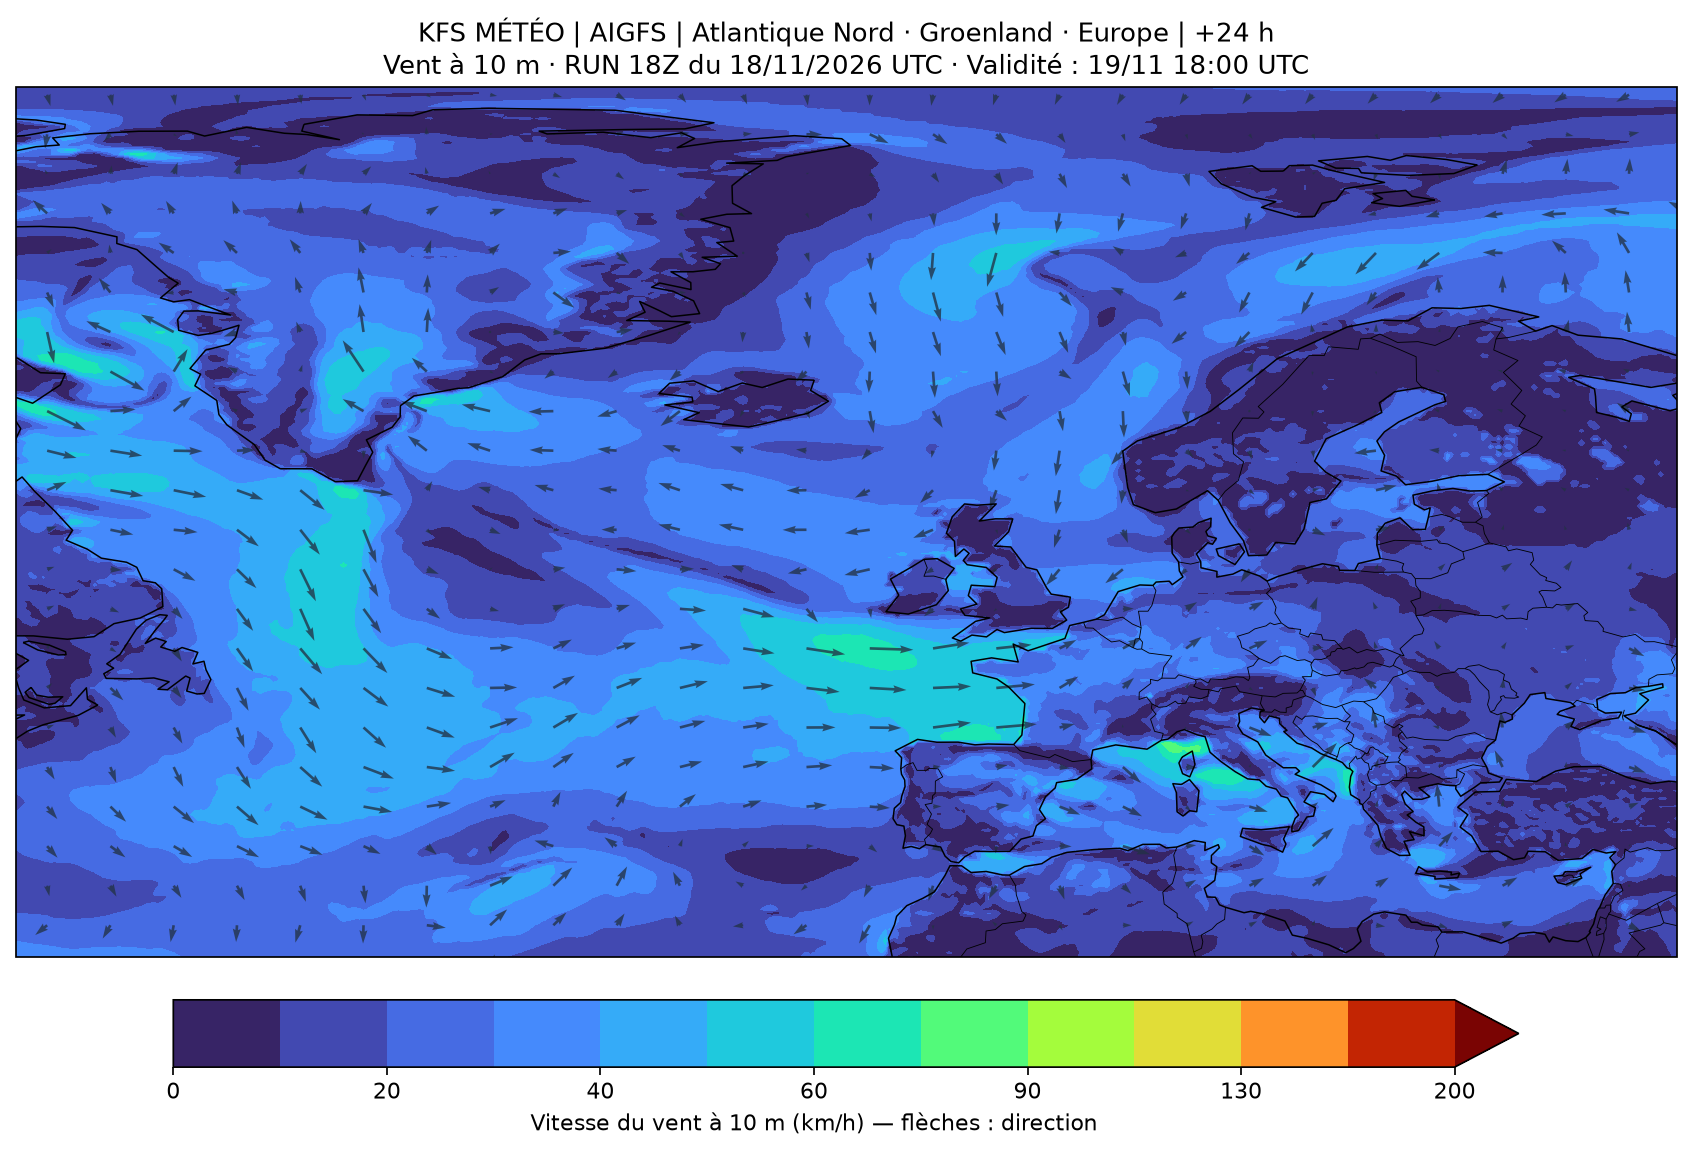 KFS MÉTÉO | AIGFS | Atlantique Nord · Groenland · Europe | +24 h
Vent à 10 m · RUN 18Z du 18/11/2026 UTC · Validité : 19/11 18:00 UTC
0 20 40 60 90 130 200
Vitesse du vent à 10 m (km/h) — flèches : direction